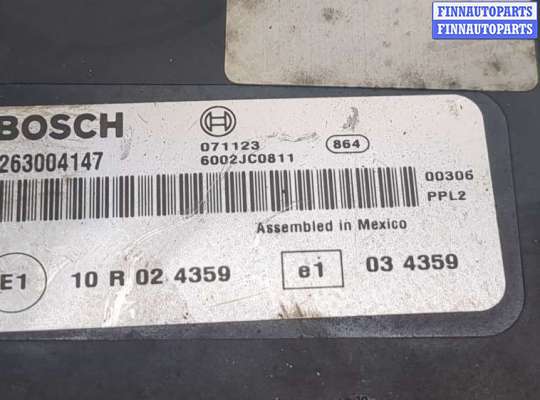 FINNAUTOPARTS
FINNAUTOPARTS
BOSCH
263004147
071123
6002JC0811
864
00306
PPL2
Assembled in Mexico
E1
10 R 02 4359
e1
03 4359